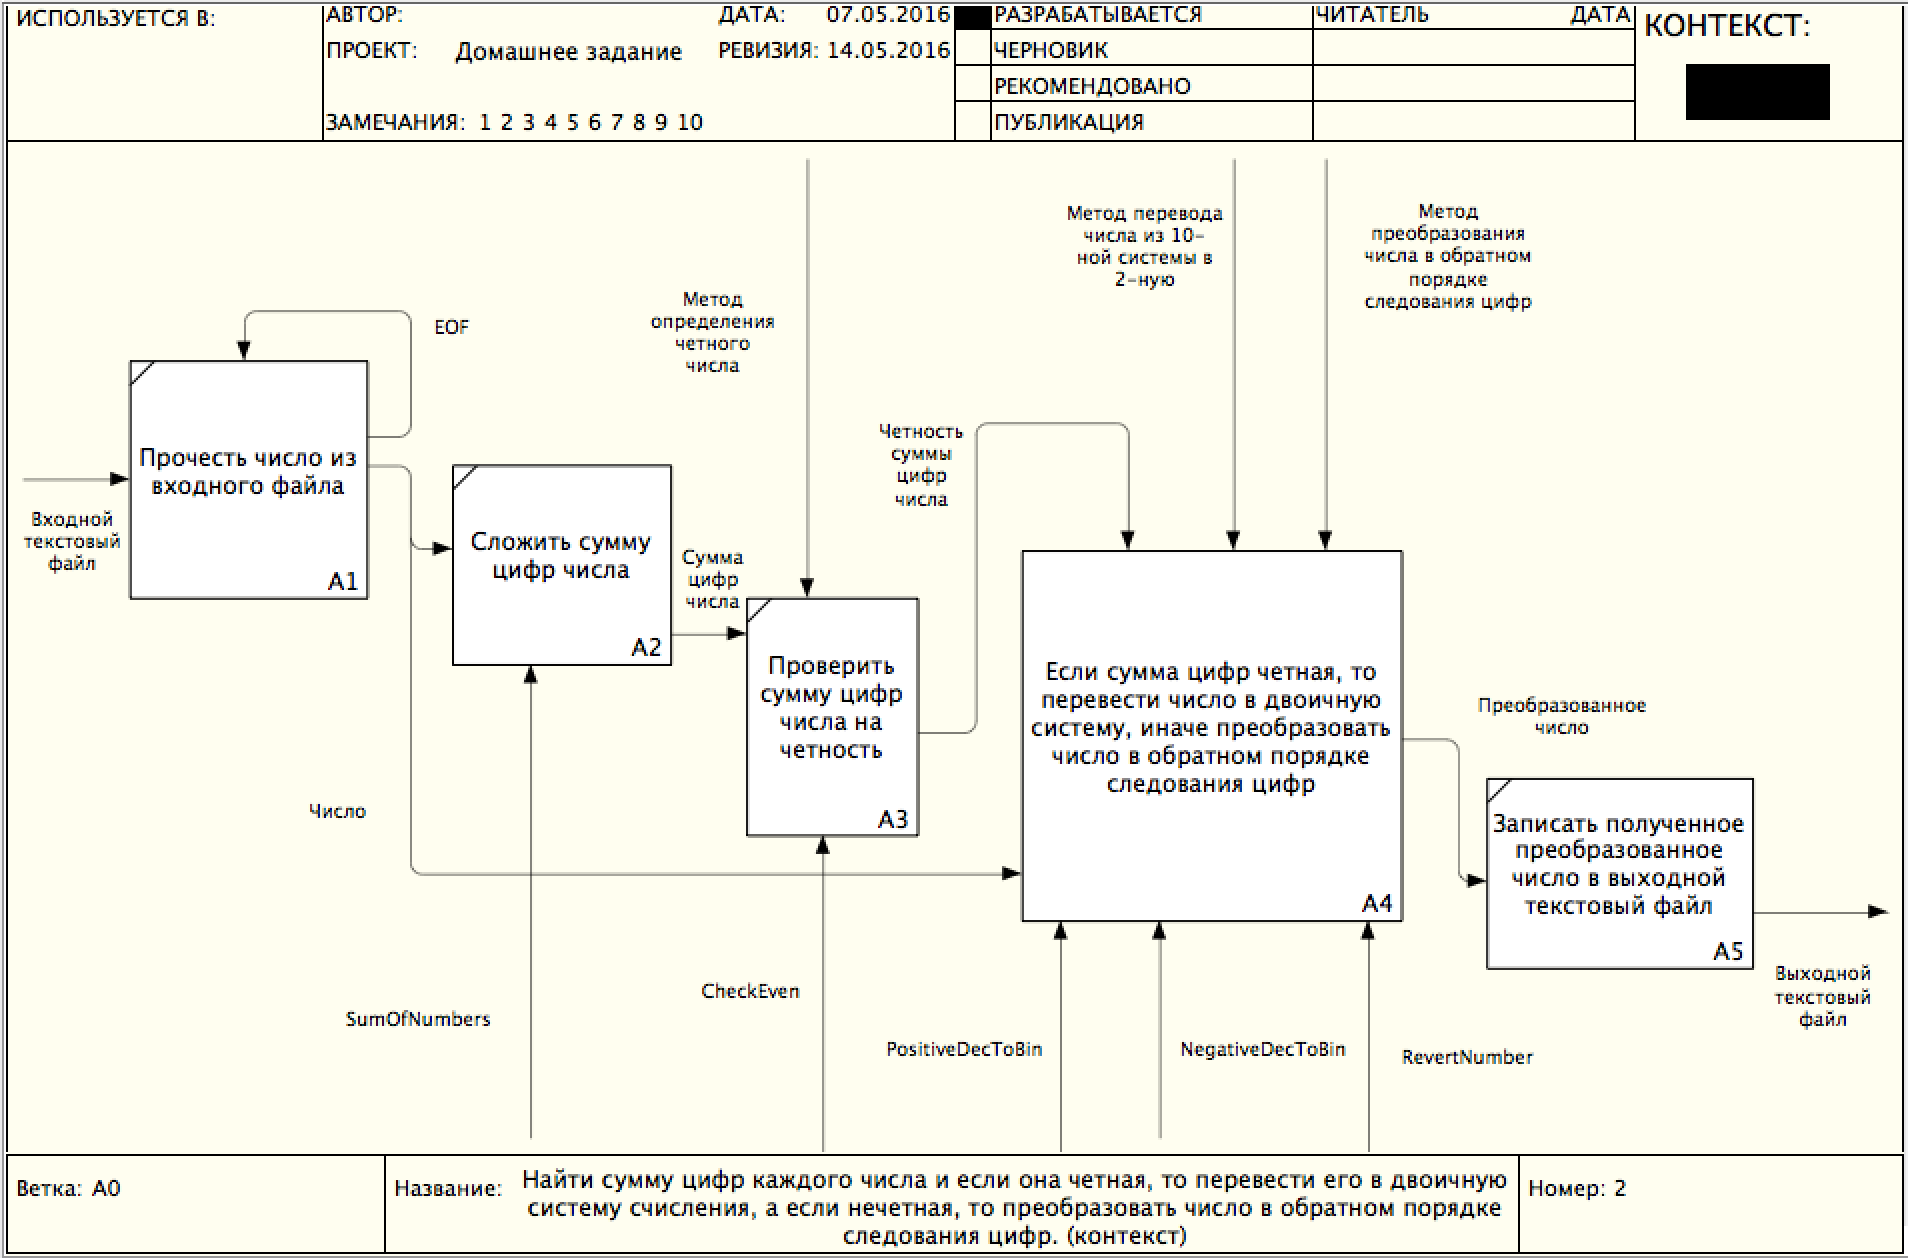 ИСПОЛЬЗУЕТСЯ В:
АВТОР:
ДАТА: 07.05.2016
ПРОЕКТ: Домашнее задание
РЕВИЗИЯ: 14.05.2016
ЗАМЕЧАНИЯ: 1 2 3 4 5 6 7 8 9 10
РАЗРАБАТЫВАЕТСЯ
ЧЕРНОВИК
РЕКОМЕНДОВАНО
ПУБЛИКАЦИЯ
ЧИТАТЕЛЬ
ДАТА
КОНТЕКСТ:
Метод перевода
числа из 10-
ной системы в
2-ную
Метод
преобразования
числа в обратном
порядке
следования цифр
Метод
определения
четного
числа
EOF
Четность
суммы
цифр
числа
Входной
текстовый
файл
Прочесть число из
входного файла
A1
Сложить сумму
цифр числа
A2
Сумма
цифр
числа
Проверить
сумму цифр
числа на
четность
A3
Если сумма цифр четная, то
перевести число в двоичную
систему, иначе преобразовать
число в обратном порядке
следования цифр
A4
Преобразованное
число
Записать полученное
преобразованное
число в выходной
текстовый файл
A5
Число
Выходной
текстовый
файл
SumOfNumbers
CheckEven
PositiveDecToBin
NegativeDecToBin
RevertNumber
Ветка: A0
Название:
Найти сумму цифр каждого числа и если она четная, то перевести его в двоичную
систему счисления, а если нечетная, то преобразовать число в обратном порядке
следования цифр. (контекст)
Номер: 2